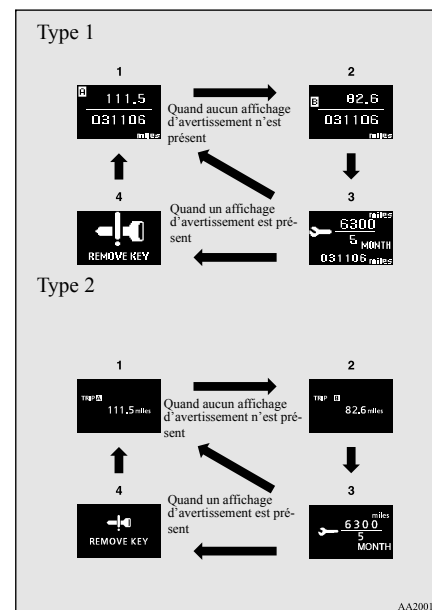 Type 1
1
2
A 111.5
031106
miles
Quand aucun affichage
d'avertissement n'est
présent
B 82.6
031106
miles
4
3
REMOVE KEY
Quand un affichage
d'avertissement est pré-
sent
miles
6300
5 MONTH
031106 miles
Type 2
1
2
TRIP A
111.5 miles
Quand aucun affichage
d'avertissement n'est pré-
sent
TRIP B
82.6 miles
4
3
REMOVE KEY
Quand un affichage
d'avertissement est pré-
sent
miles
6300
5
MONTH
AA2001